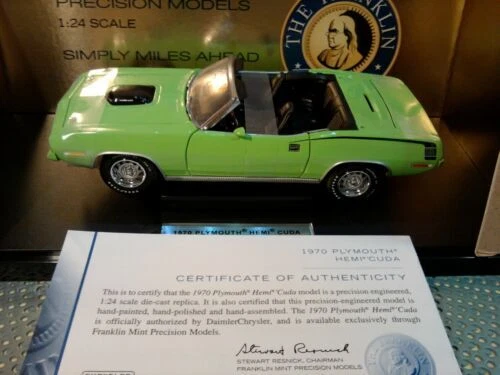 PRECISION MODELS
1:24 SCALE
SIMPLY MILES AHEAD
THE FRANKLIN
1970 PLYMOUTH® HEMI® 'CUDA
1970 PLYMOUTH®
HEMI® 'CUDA
CERTIFICATE OF AUTHENTICITY
This is to certify that the 1970 Plymouth Hemi 'Cuda model is a precision-engineered,
1:24 scale die-cast replica. It is also certified that this precision-engineered model is
hand-painted, hand-polished and hand-assembled. The 1970 Plymouth Hemi 'Cuda
is officially authorized by DaimlerChrysler, and is available exclusively through
Franklin Mint Precision Models.
Stewart Resnick
STEWART RESNICK, CHAIRMAN
FRANKLIN MINT PRECISION MODELS